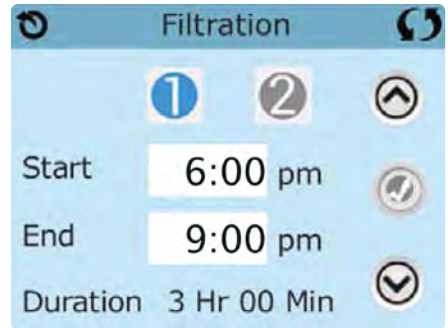 Filtration
1 2
Start 6:00 pm
End 9:00 pm
Duration 3 Hr 00 Min